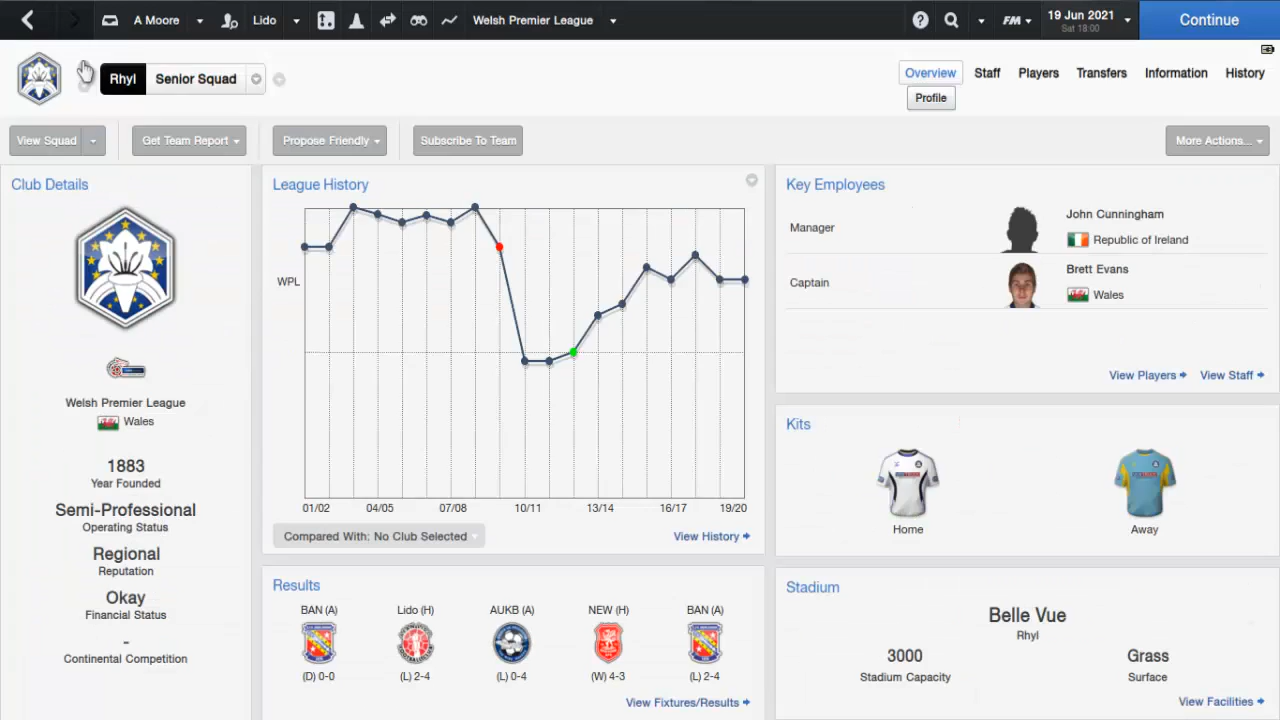 A Moore
Lido
Welsh Premier League
?
FM
19 Jun 2021
Sat 18:00
Continue
Rhyl
Senior Squad
Overview
Staff
Players
Transfers
Information
History
Profile
View Squad
Get Team Report
Propose Friendly
Subscribe To Team
More Actions...
Club Details
Welsh Premier League
Wales
1883
Year Founded
Semi-Professional
Operating Status
Regional
Reputation
Okay
Financial Status
-
Continental Competition
League History
WPL
01/02 04/05 07/08 10/11 13/14 16/17 19/20
Compared With: No Club Selected
View History
Results
BAN (A) Lido (H) AUKB (A) NEW (H) BAN (A)
(D) 0-0 (L) 2-4 (L) 0-4 (W) 4-3 (L) 2-4
View Fixtures/Results
Key Employees
Manager
John Cunningham
Republic of Ireland
Captain
Brett Evans
Wales
View Players
View Staff
Kits
Home
Away
Stadium
Belle Vue
Rhyl
3000
Stadium Capacity
Grass
Surface
View Facilities